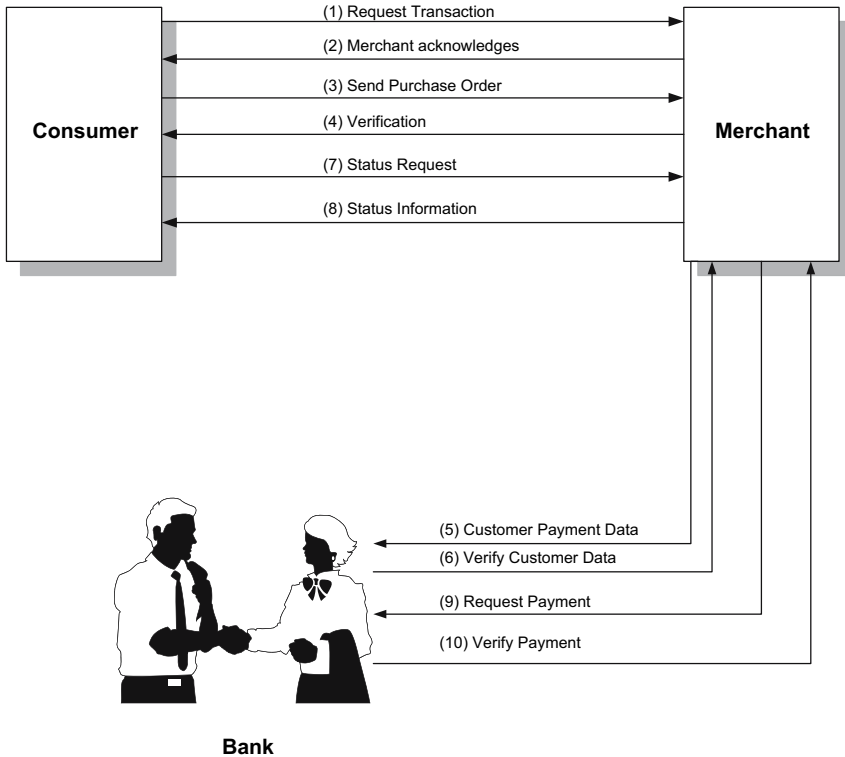 (1) Request Transaction
(2) Merchant acknowledges
(3) Send Purchase Order
Consumer
(4) Verification
Merchant
(7) Status Request
(8) Status Information
(5) Customer Payment Data
(6) Verify Customer Data
(9) Request Payment
(10) Verify Payment
Bank